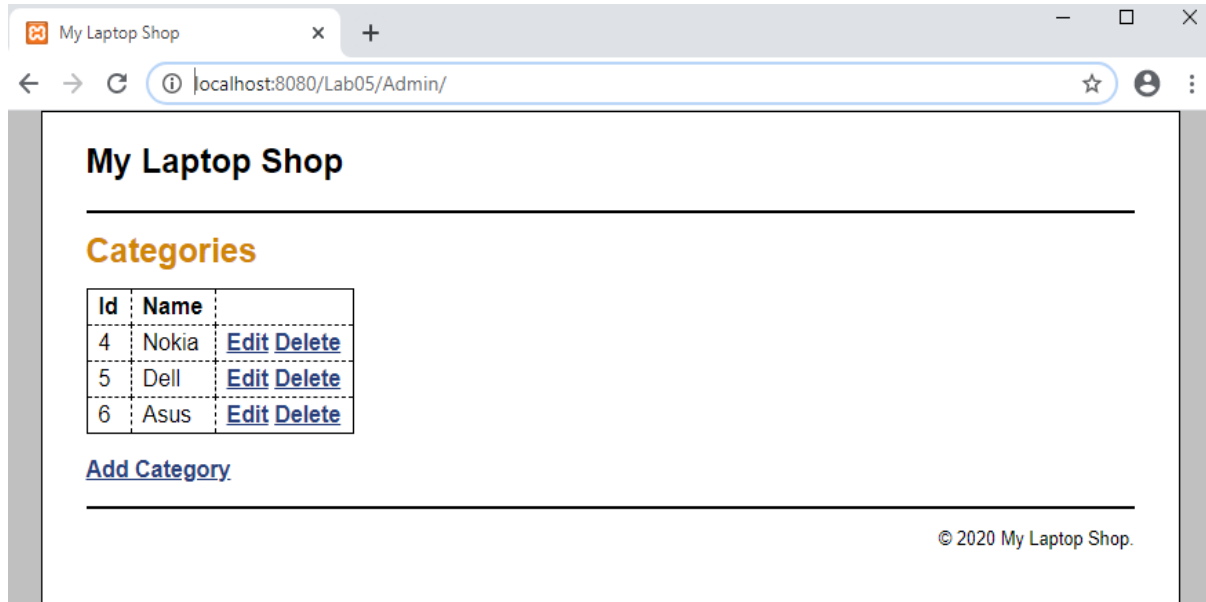 My Laptop Shop
localhost:8080/Lab05/Admin/
My Laptop Shop
Categories
Id Name
4 Nokia Edit Delete
5 Dell Edit Delete
6 Asus Edit Delete
Add Category
© 2020 My Laptop Shop.